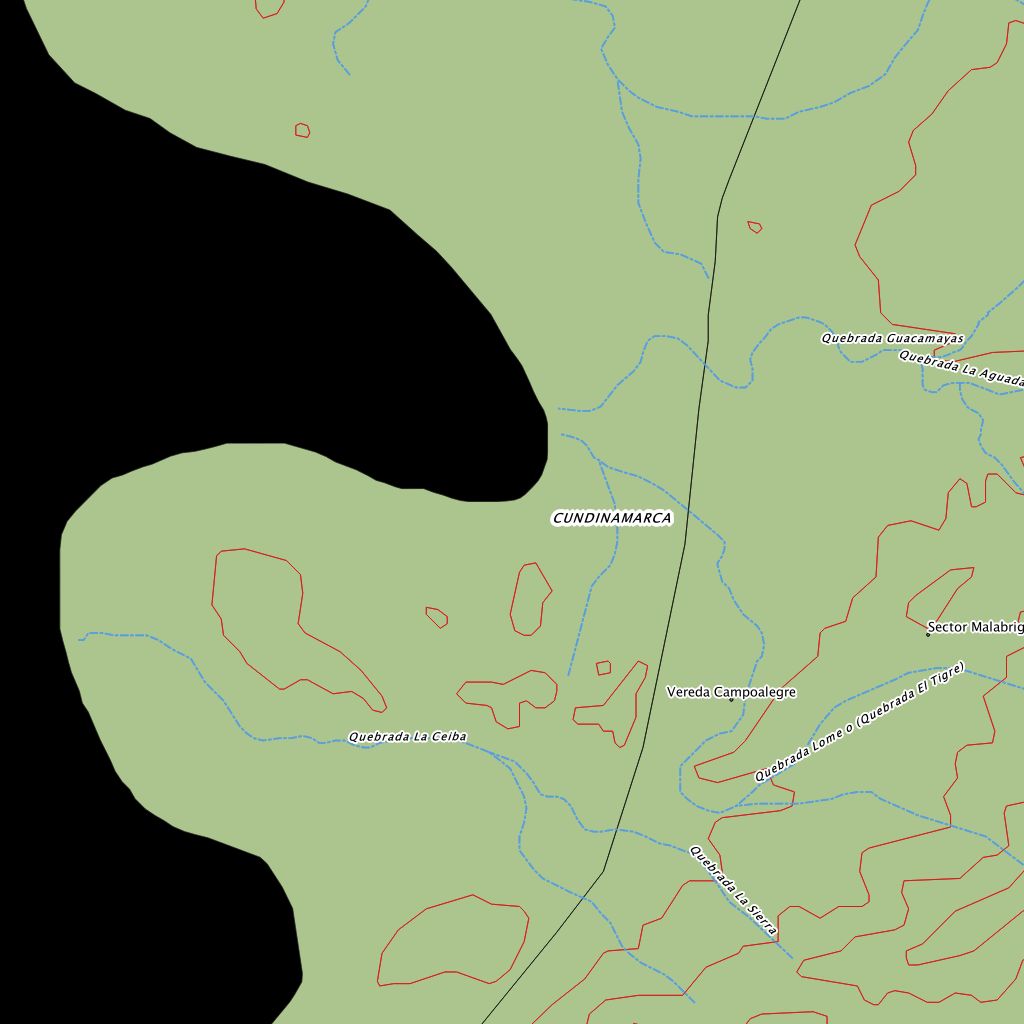 Quebrada Guacamayas
Quebrada La Aguada
CUNDINAMARCA
Sector Malabrig
Vereda Campoalegre
Quebrada Lome o (Quebrada El Tigre)
Quebrada La Ceiba
Quebrada La Sierra